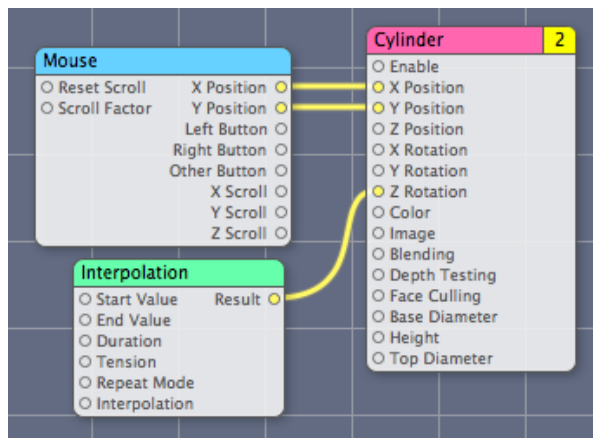 Mouse
Reset Scroll X Position
Scroll Factor Y Position
Left Button
Right Button
Other Button
X Scroll
Y Scroll
Z Scroll
Interpolation
Start Value Result
End Value
Duration
Tension
Repeat Mode
Interpolation
Cylinder 2
Enable
X Position
Y Position
Z Position
X Rotation
Y Rotation
Z Rotation
Color
Image
Blending
Depth Testing
Face Culling
Base Diameter
Height
Top Diameter